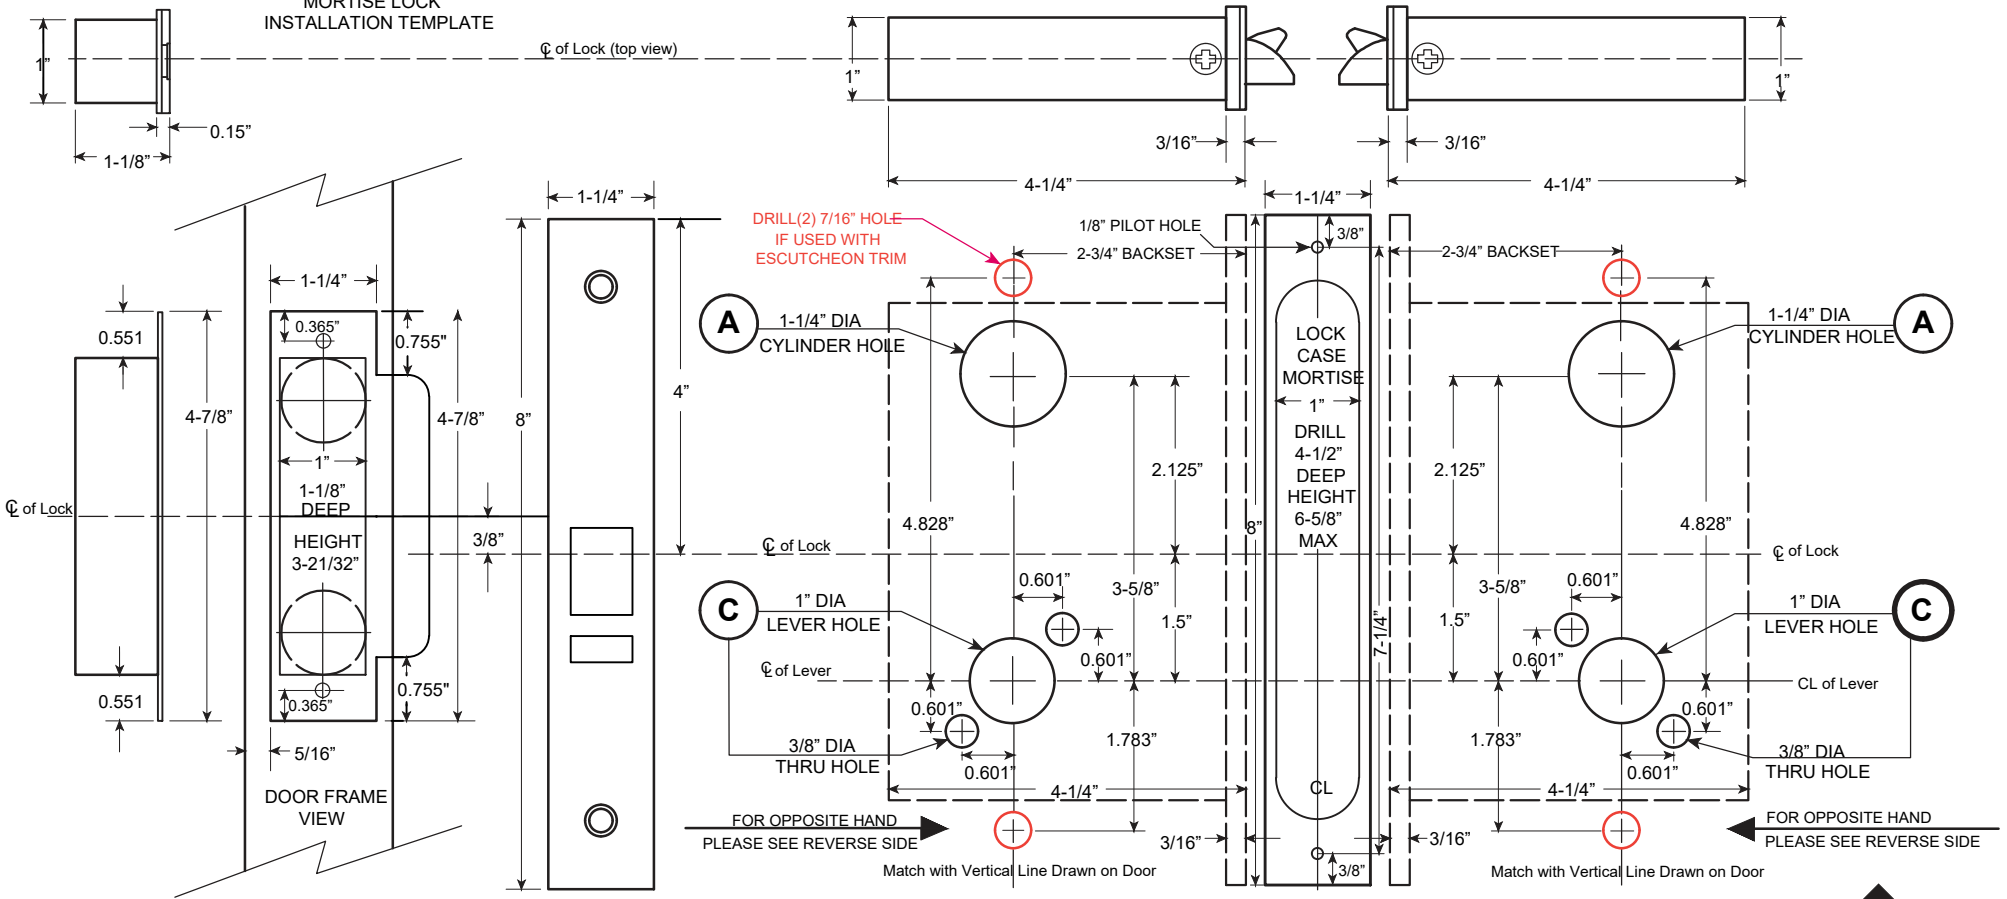 MORTISE LOCK
INSTALLATION TEMPLATE
℄ of Lock (top view)
1”
0.15”
1-1/8”
1”
3/16”
4-1/4”
1”
3/16”
4-1/4”
1-1/4”
0.365”
0.755"
0.551
4-7/8”
4-7/8”
1”
1-1/8”
DEEP
HEIGHT
3-21/32”
℄ of Lock
3/8”
0.551
0.365”
0.755"
5/16”
DOOR FRAME
VIEW
1-1/4”
8”
4”
DRILL(2) 7/16” HOLE
IF USED WITH
ESCUTCHEON TRIM
1/8” PILOT HOLE
2-3/4” BACKSET
A
1-1/4” DIA
CYLINDER HOLE
2.125”
4.828”
℄ of Lock
3-5/8”
0.601”
C
1” DIA
LEVER HOLE
1.5”
0.601”
℄ of Lever
0.601”
3/8” DIA
THRU HOLE
0.601”
1.783”
4-1/4”
FOR OPPOSITE HAND
PLEASE SEE REVERSE SIDE
3/16”
Match with Vertical Line Drawn on Door
1-1/4”
3/8”
LOCK
CASE
MORTISE
1”
DRILL
4-1/2”
DEEP
HEIGHT
6-5/8”
MAX
8”
7-1/4”
CL
3/8”
2-3/4” BACKSET
1-1/4” DIA
CYLINDER HOLE
A
2.125”
4.828”
℄ of Lock
3-5/8”
0.601”
1” DIA
LEVER HOLE
C
1.5”
0.601”
CL of Lever
0.601”
3/8” DIA
THRU HOLE
0.601”
1.783”
4-1/4”
FOR OPPOSITE HAND
PLEASE SEE REVERSE SIDE
3/16”
Match with Vertical Line Drawn on Door